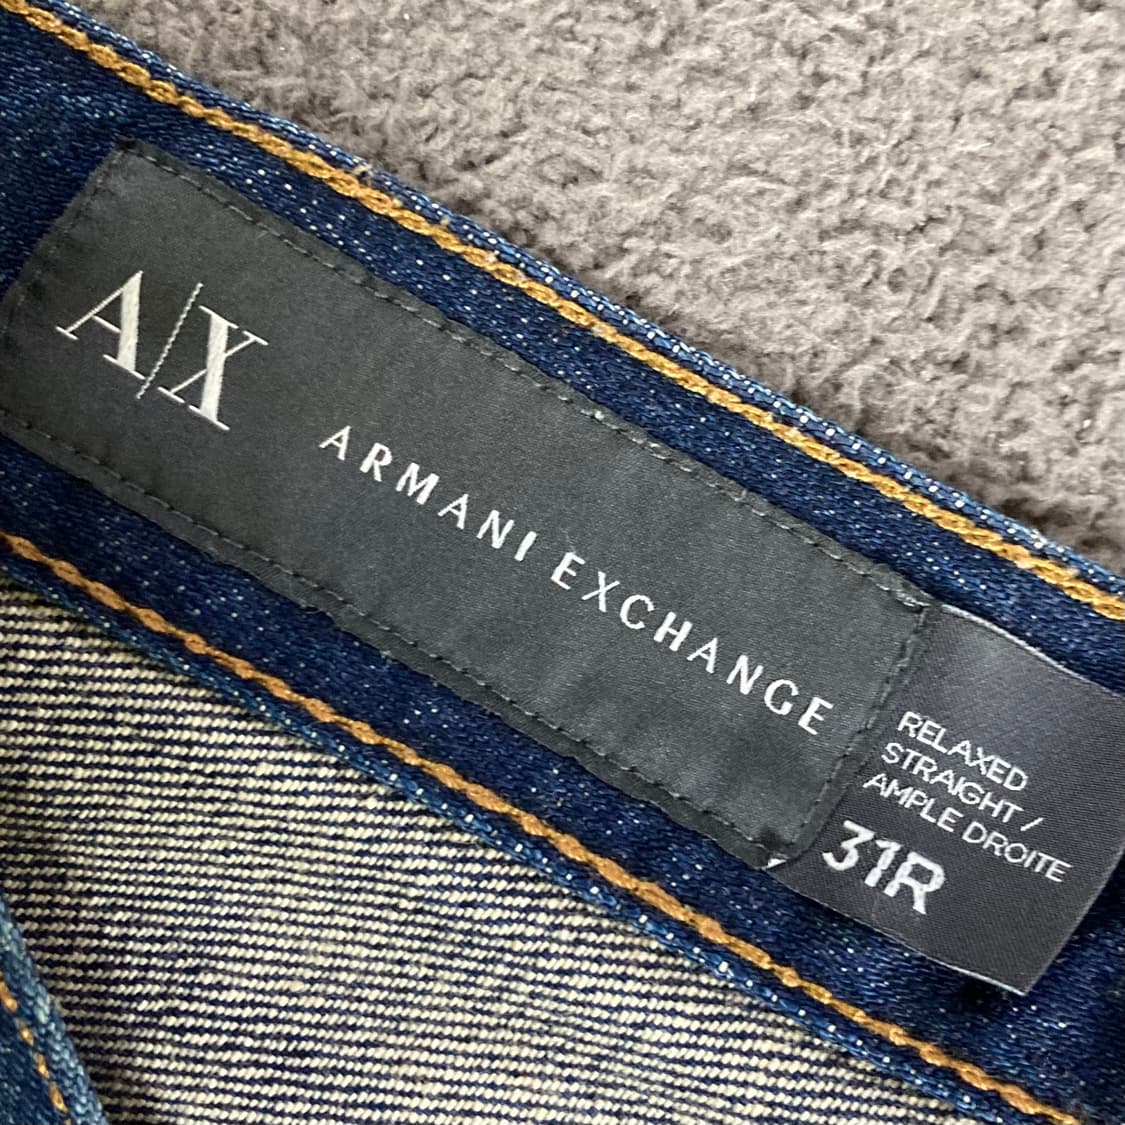 A|X
ARMANI EXCHANGE
RELAXED
STRAIGHT /
AMPLE DROITE
31R